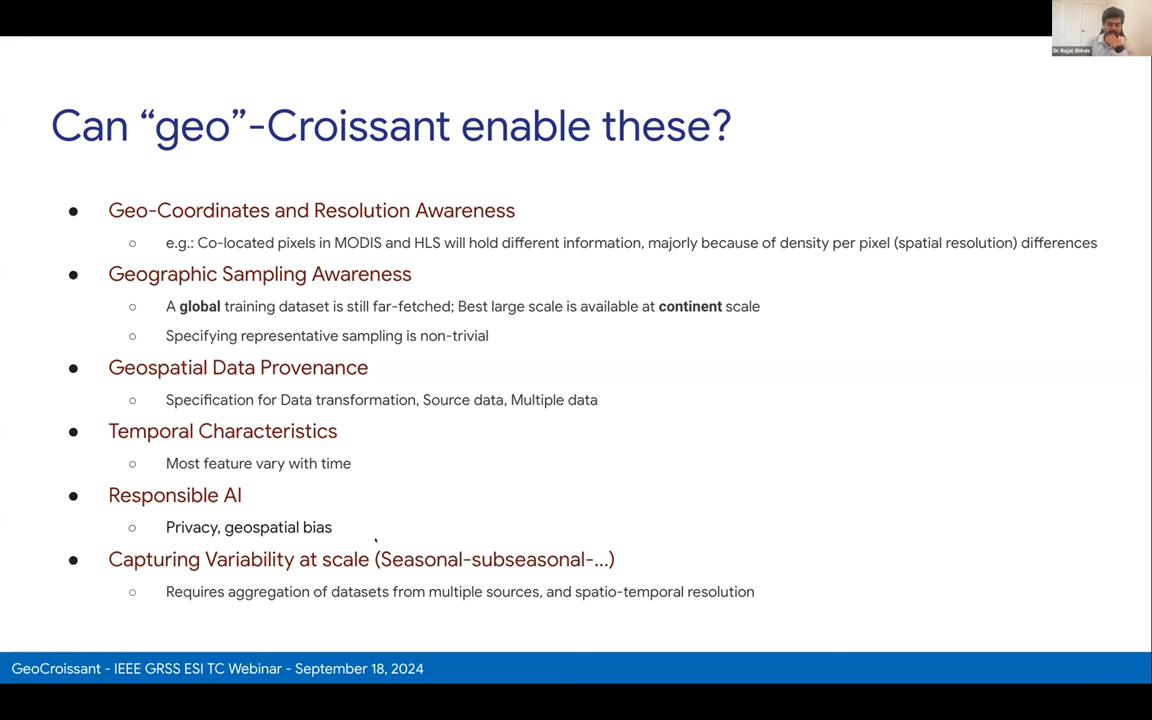 Dr. Rajat Shinde
Can “geo”-Croissant enable these?
● Geo-Coordinates and Resolution Awareness
○ e.g.: Co-located pixels in MODIS and HLS will hold different information, majorly because of density per pixel (spatial resolution) differences
● Geographic Sampling Awareness
○ A global training dataset is still far-fetched; Best large scale is available at continent scale
○ Specifying representative sampling is non-trivial
● Geospatial Data Provenance
○ Specification for Data transformation, Source data, Multiple data
● Temporal Characteristics
○ Most feature vary with time
● Responsible AI
○ Privacy, geospatial bias
● Capturing Variability at scale (Seasonal-subseasonal-...)
○ Requires aggregation of datasets from multiple sources, and spatio-temporal resolution
GeoCroissant - IEEE GRSS ESI TC Webinar - September 18, 2024